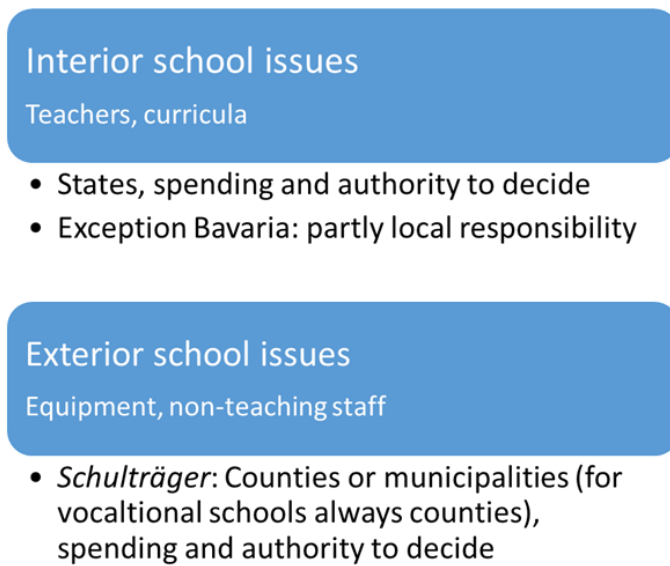 Interior school issues
Teachers, curricula
• States, spending and authority to decide
• Exception Bavaria: partly local responsibility
Exterior school issues
Equipment, non-teaching staff
• Schulträger: Counties or municipalities (for
vocaltional schools always counties),
spending and authority to decide